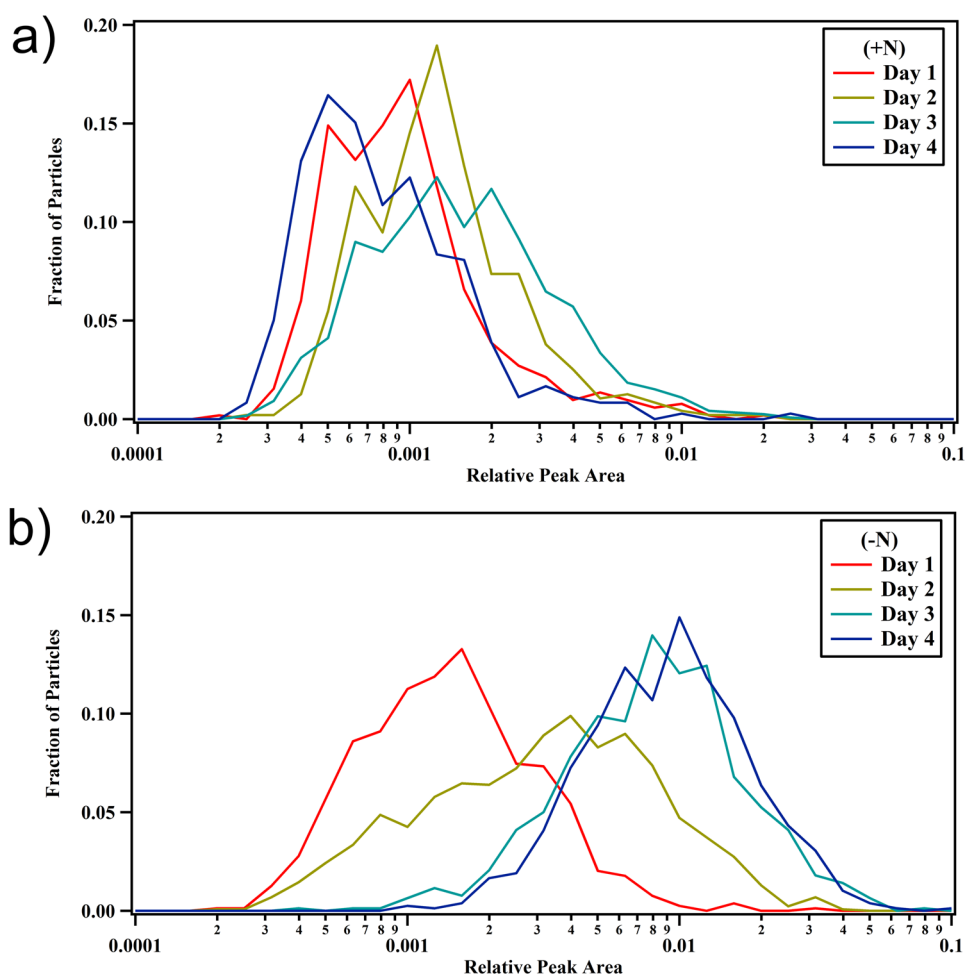 a)
0.20
0.15
0.10
0.05
0.00
Fraction of Particles
(+N)
Day 1
Day 2
Day 3
Day 4
2 3 4 5 6 7 8 9 2 3 4 5 6 7 8 9 2 3 4 5 6 7 8 9
0.0001 0.001 0.01 0.1
Relative Peak Area
b)
0.20
0.15
0.10
0.05
0.00
Fraction of Particles
(-N)
Day 1
Day 2
Day 3
Day 4
2 3 4 5 6 7 8 9 2 3 4 5 6 7 8 9 2 3 4 5 6 7 8 9
0.0001 0.001 0.01 0.1
Relative Peak Area